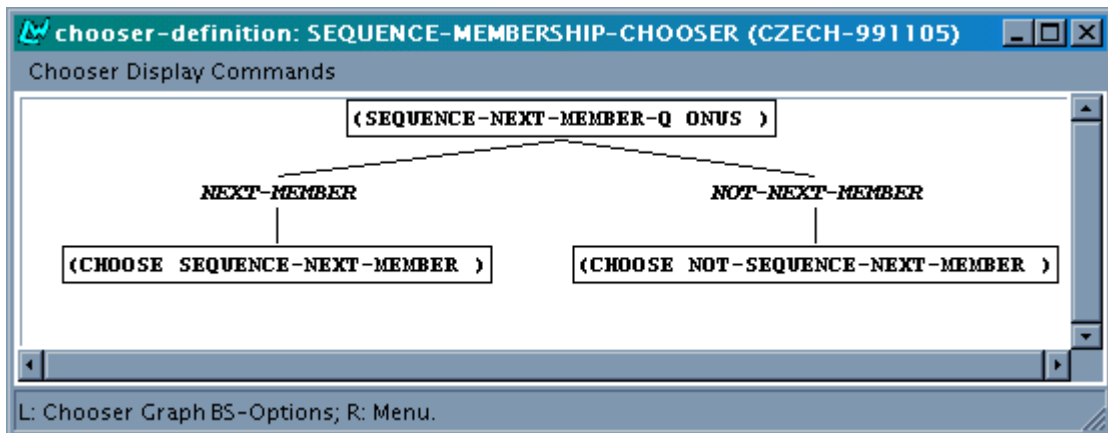 chooser-definition: SEQUENCE-MEMBERSHIP-CHOOSER (CZECH-991105)
Chooser Display Commands
(SEQUENCE-NEXT-MEMBER-Q ONUS )
NEXT-MEMBER NOT-NEXT-MEMBER
(CHOOSE SEQUENCE-NEXT-MEMBER ) (CHOOSE NOT-SEQUENCE-NEXT-MEMBER )
L: Chooser Graph BS-Options; R: Menu.